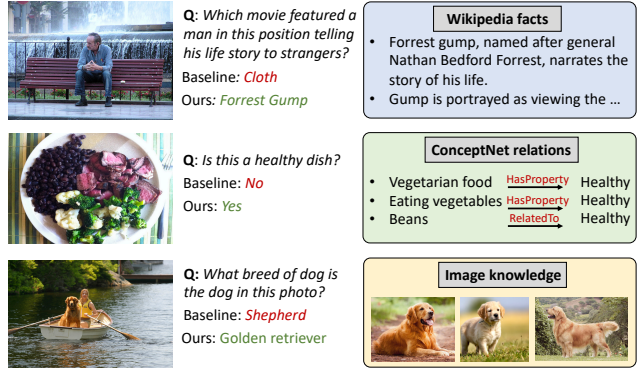 Q: Which movie featured a
man in this position telling
his life story to strangers?
Baseline: Cloth
Ours: Forrest Gump
Wikipedia facts
• Forrest gump, named after general
Nathan Bedford Forrest, narrates the
story of his life.
• Gump is portrayed as viewing the …
Q: Is this a healthy dish?
Baseline: No
Ours: Yes
ConceptNet relations
• Vegetarian food HasProperty Healthy
• Eating vegetables HasProperty Healthy
• Beans RelatedTo Healthy
Q: What breed of dog is
the dog in this photo?
Baseline: Shepherd
Ours: Golden retriever
Image knowledge